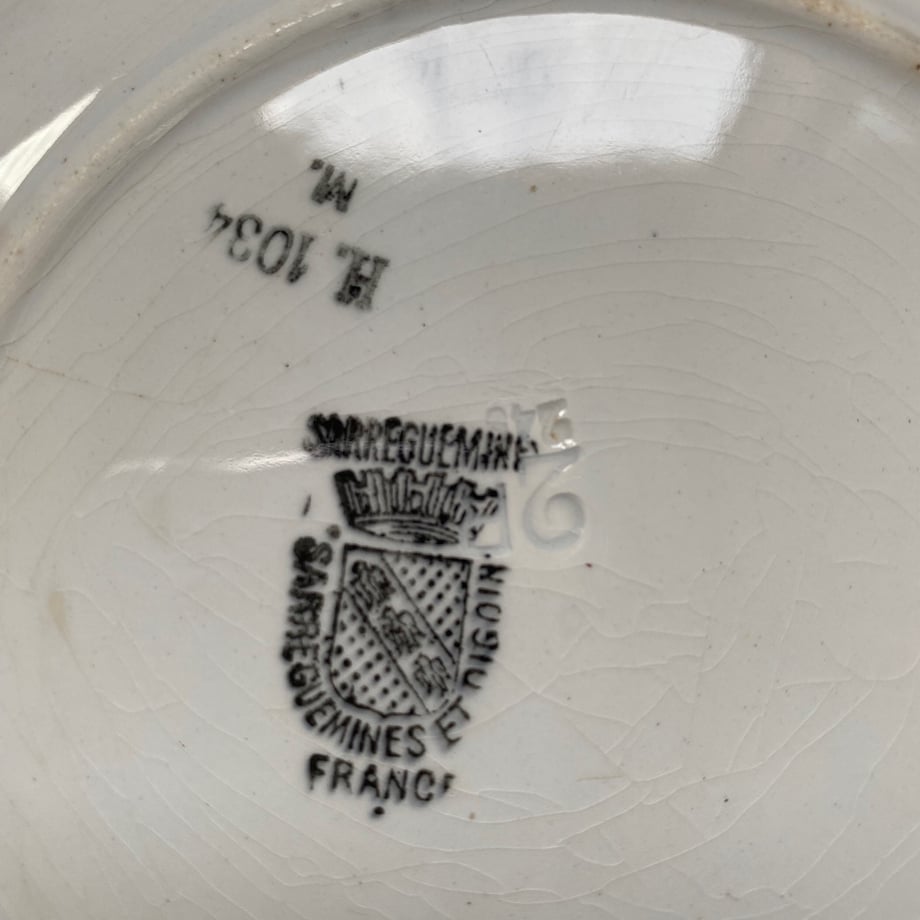 H. 1034
M.
SARREGUEMINES
SARREGUEMINES ET DIGOIN
FRANCE